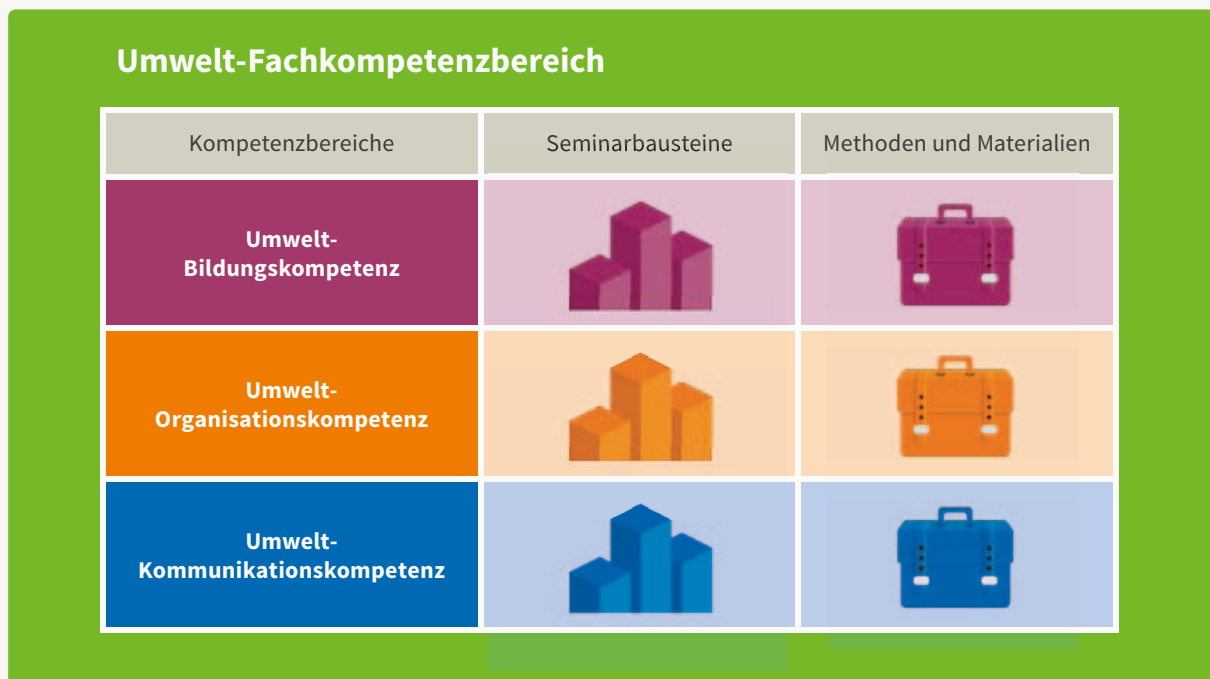 Umwelt-Fachkompetenzbereich
Kompetenzbereiche
Seminarbausteine
Methoden und Materialien
Umwelt-
Bildungskompetenz
Umwelt-
Organisationskompetenz
Umwelt-
Kommunikationskompetenz